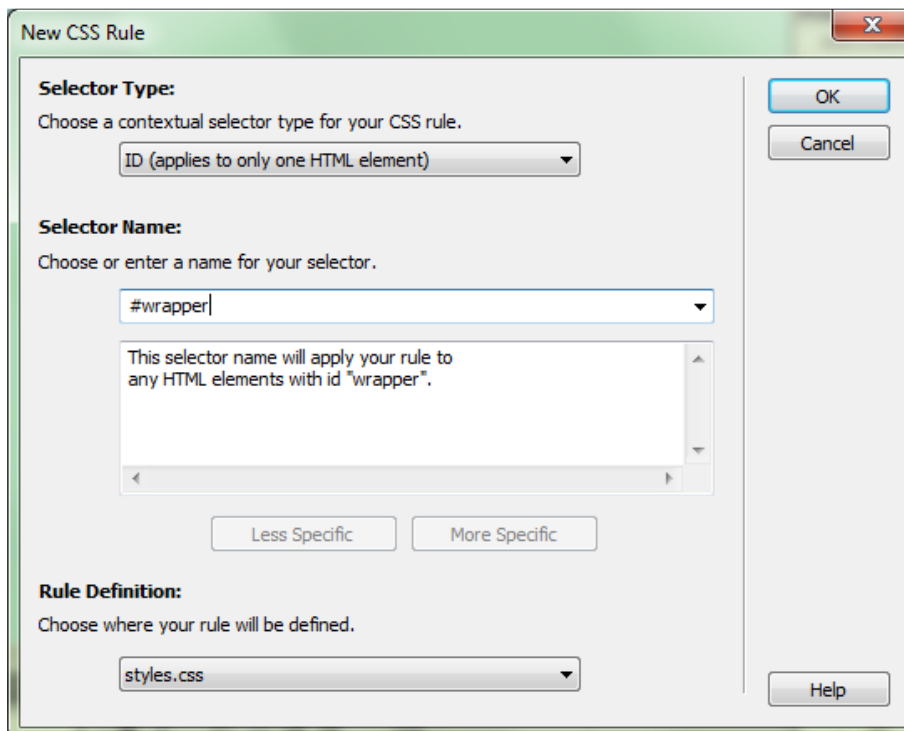 New CSS Rule
Selector Type:
Choose a contextual selector type for your CSS rule.
ID (applies to only one HTML element)
OK
Cancel
Selector Name:
Choose or enter a name for your selector.
#wrapper
This selector name will apply your rule to
any HTML elements with id "wrapper".
Less Specific
More Specific
Rule Definition:
Choose where your rule will be defined.
styles.css
Help